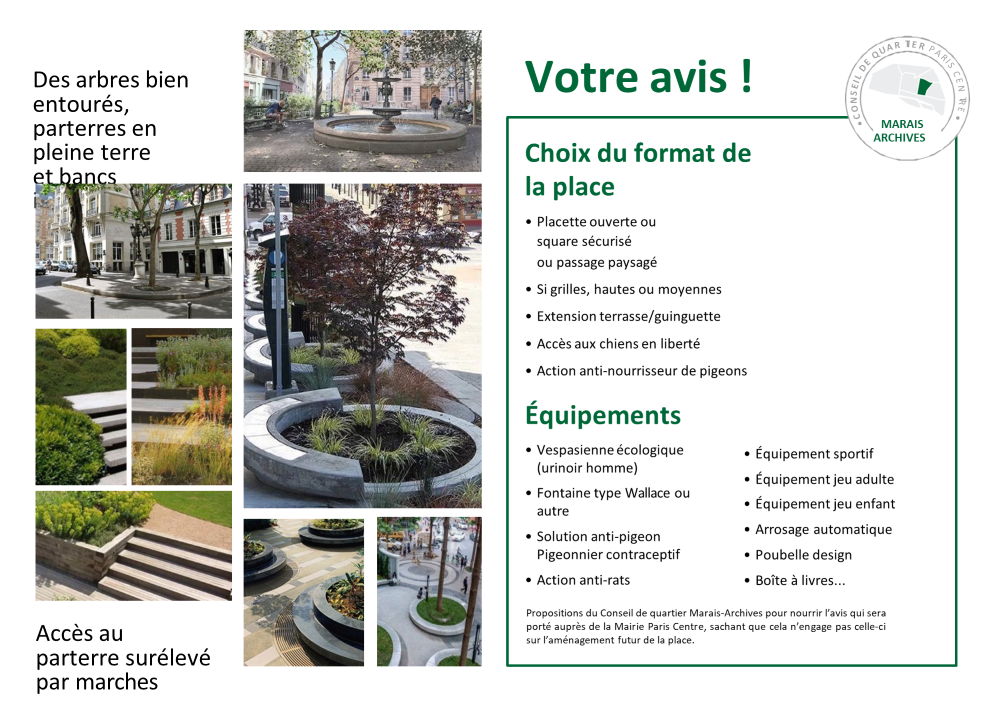 Des arbres bien
entourés,
parterres en
pleine terre
et bancs
Accès au
parterre surélevé
par marches
Votre avis !
CONSEIL DE QUARTIER PARIS CENTRE
MARAIS
ARCHIVES
Choix du format de
la place
• Placette ouverte ou
square sécurisé
ou passage paysagé
• Si grilles, hautes ou moyennes
• Extension terrasse/guinguette
• Accès aux chiens en liberté
• Action anti-nourrisseur de pigeons
Équipements
• Vespasienne écologique
(urinoir homme)
• Fontaine type Wallace ou
autre
• Solution anti-pigeon
Pigeonnier contraceptif
• Action anti-rats
• Équipement sportif
• Équipement jeu adulte
• Équipement jeu enfant
• Arrosage automatique
• Poubelle design
• Boîte à livres...
Propositions du Conseil de quartier Marais-Archives pour nourrir l'avis qui sera
porté auprès de la Mairie Paris Centre, sachant que cela n'engage pas celle-ci
sur l'aménagement futur de la place.